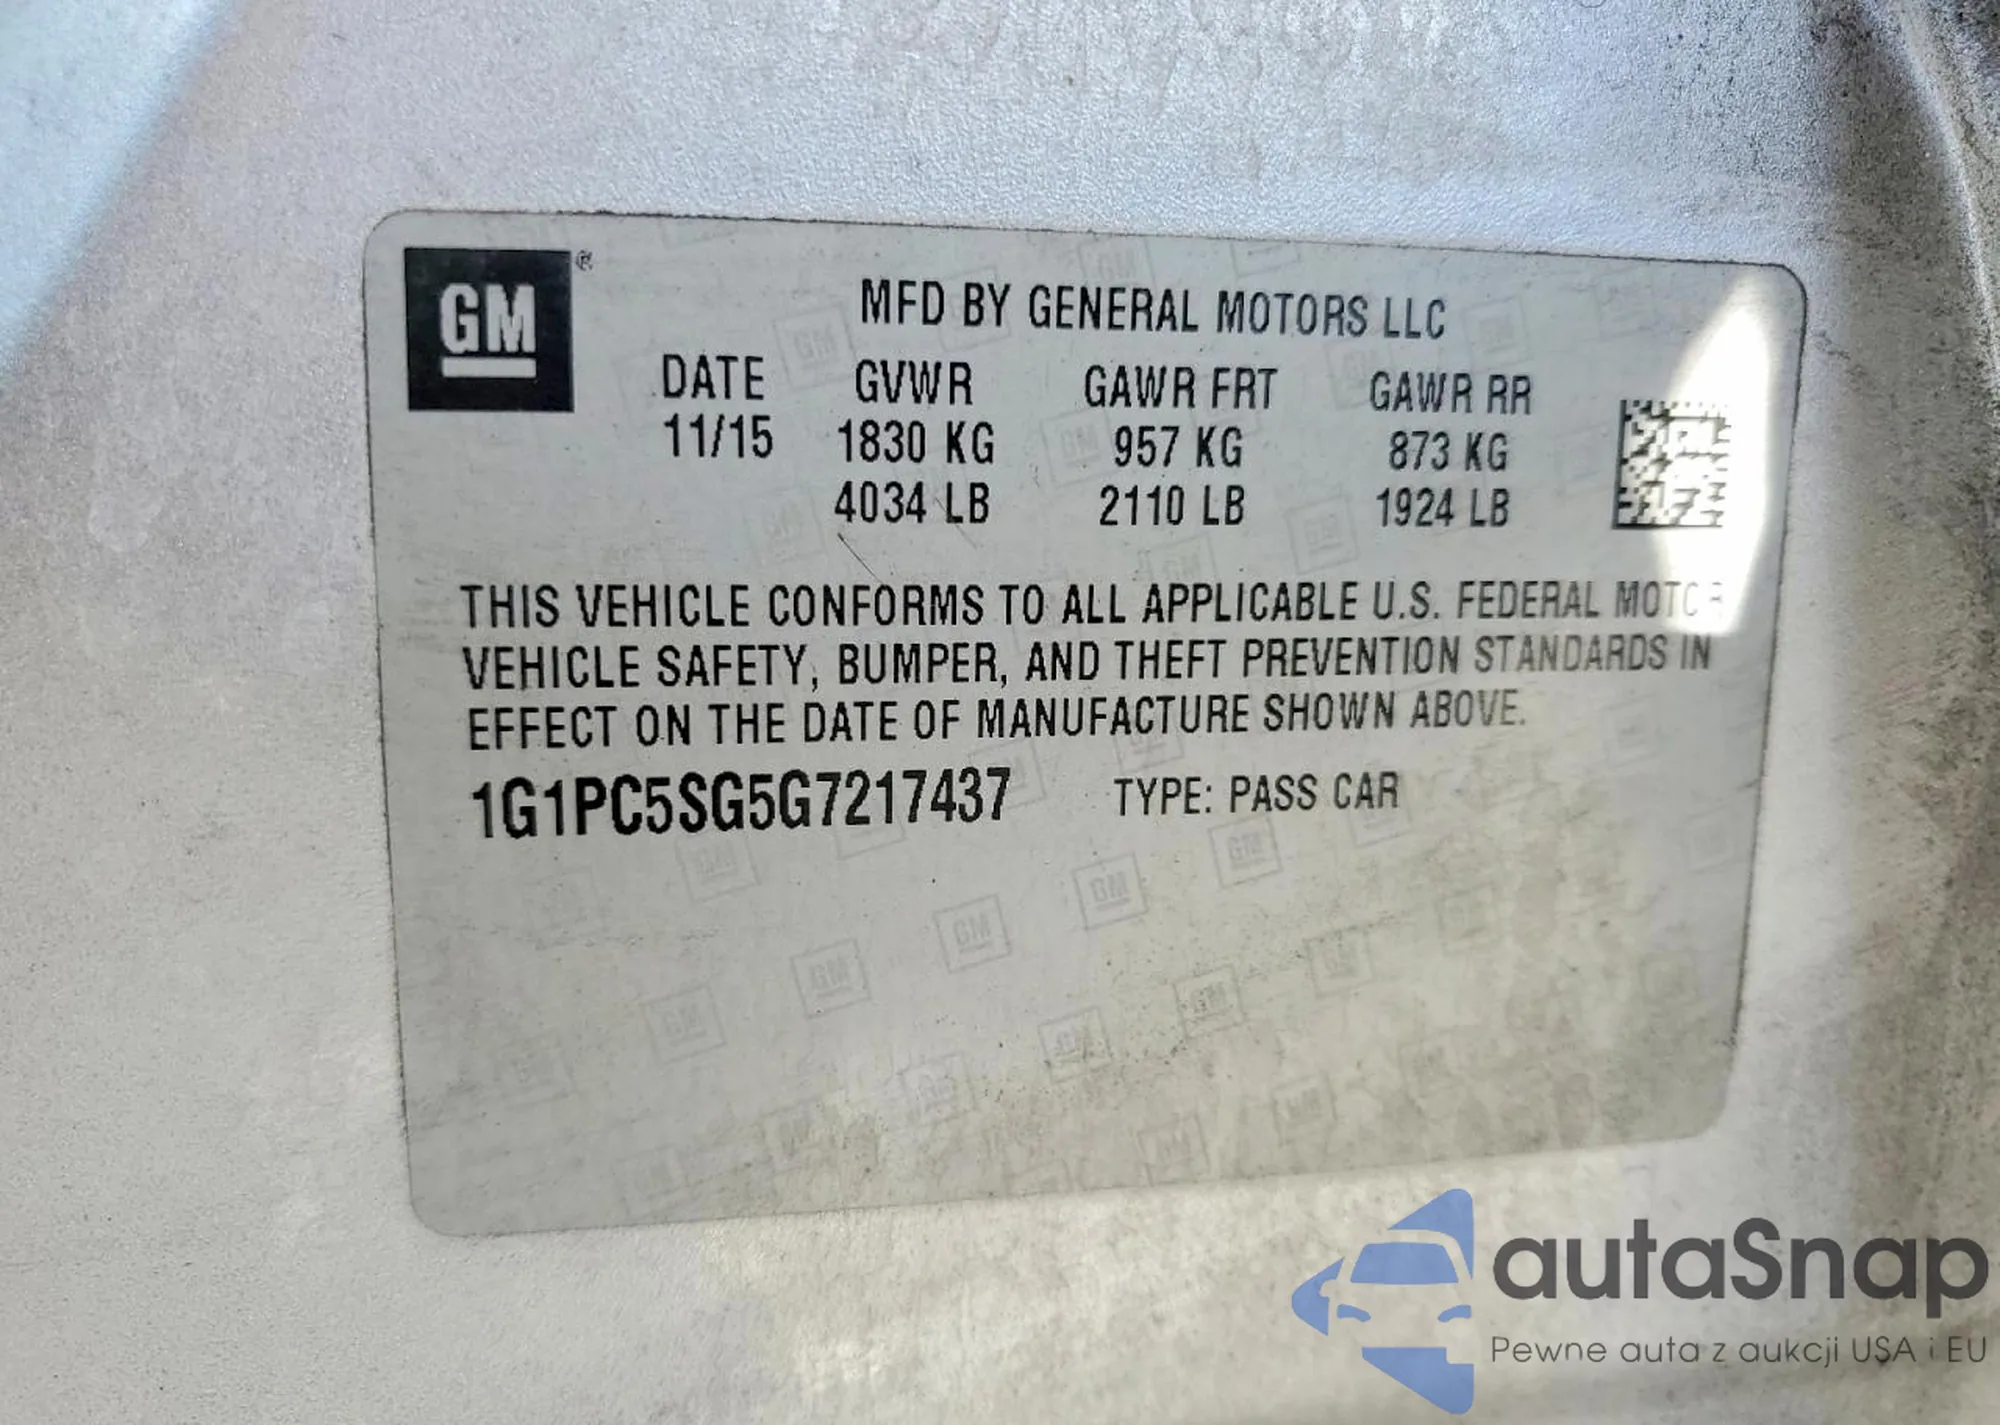 GM®
MFD BY GENERAL MOTORS LLC
DATE GVWR GAWR FRT GAWR RR
11/15 1830 KG 957 KG 873 KG
4034 LB 2110 LB 1924 LB
THIS VEHICLE CONFORMS TO ALL APPLICABLE U.S. FEDERAL MOTOR
VEHICLE SAFETY, BUMPER, AND THEFT PREVENTION STANDARDS IN
EFFECT ON THE DATE OF MANUFACTURE SHOWN ABOVE.
1G1PC5SG5G7217437 TYPE: PASS CAR
autaSnap
Pewne auta z aukcji USA i EU